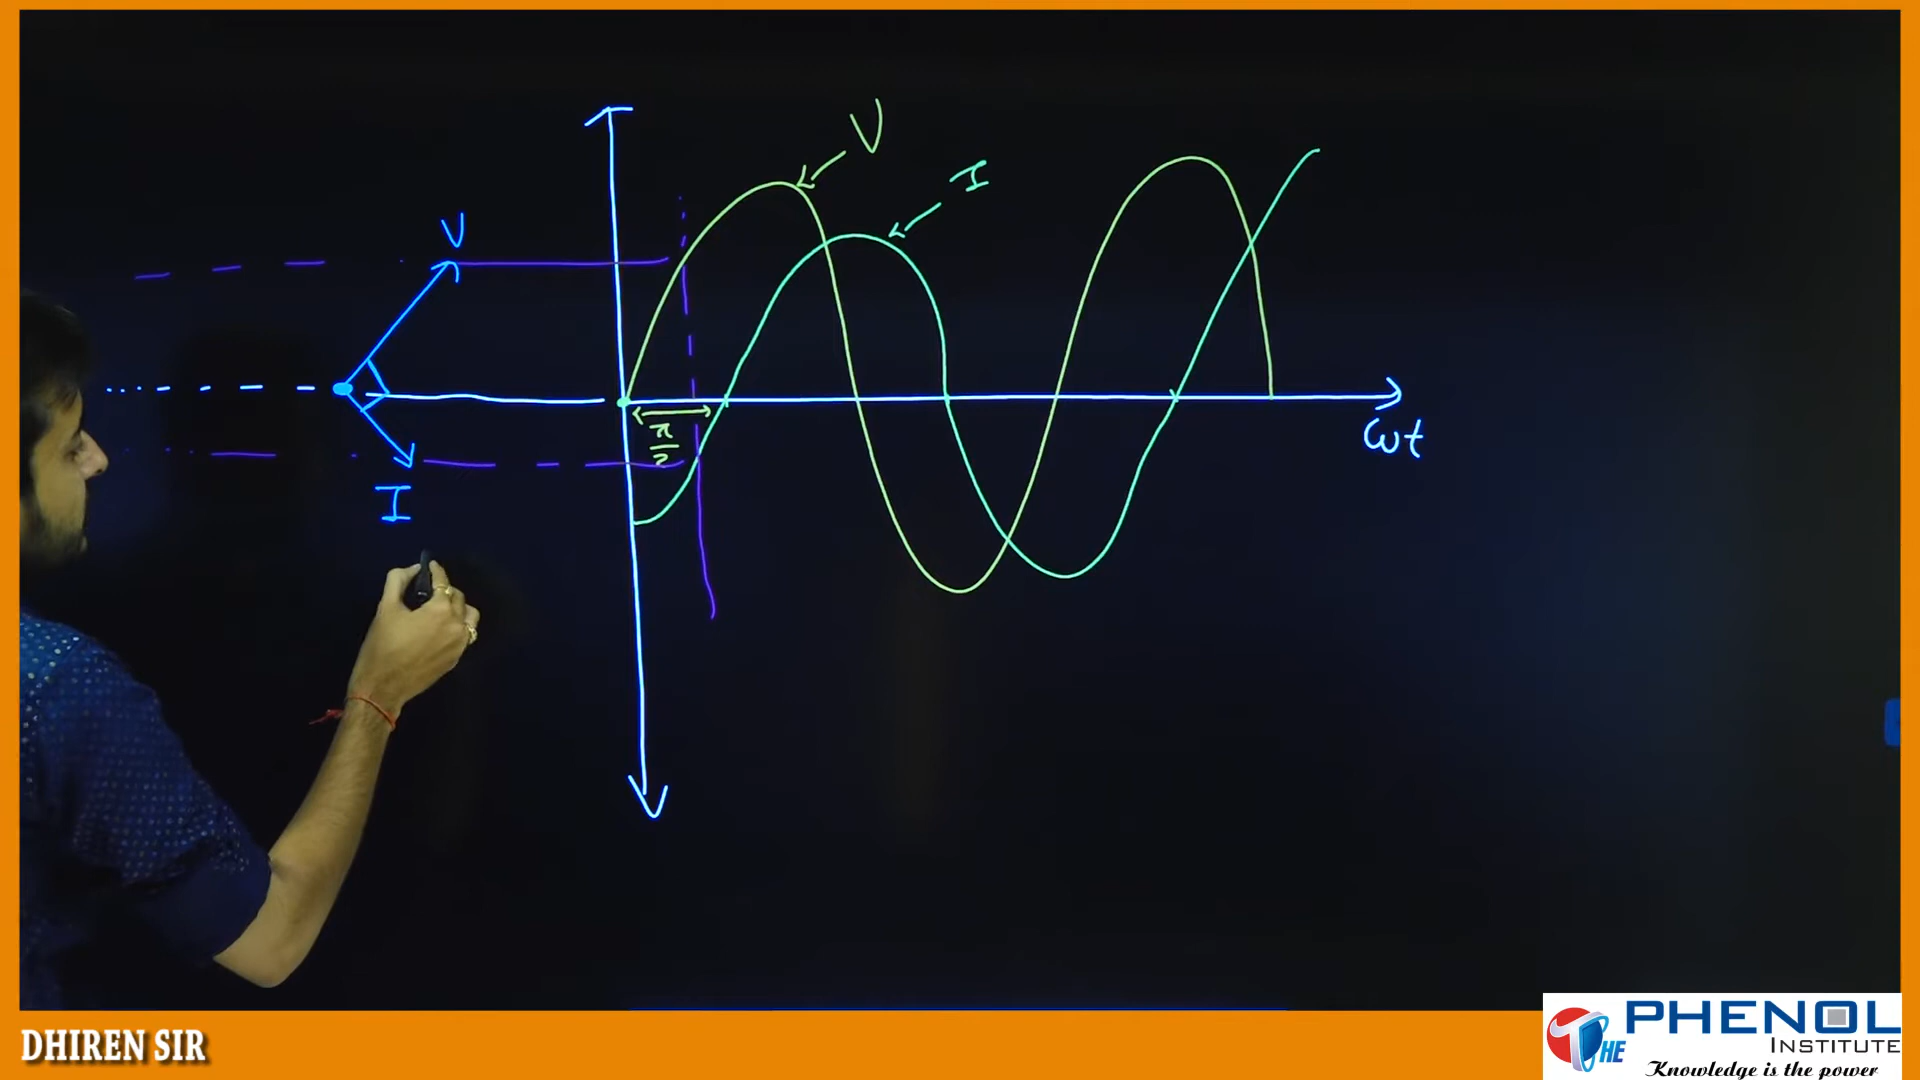 V
I
V
I
π
2
ωt
DHIREN SIR
THE PHENOL
INSTITUTE
Knowledge is the power